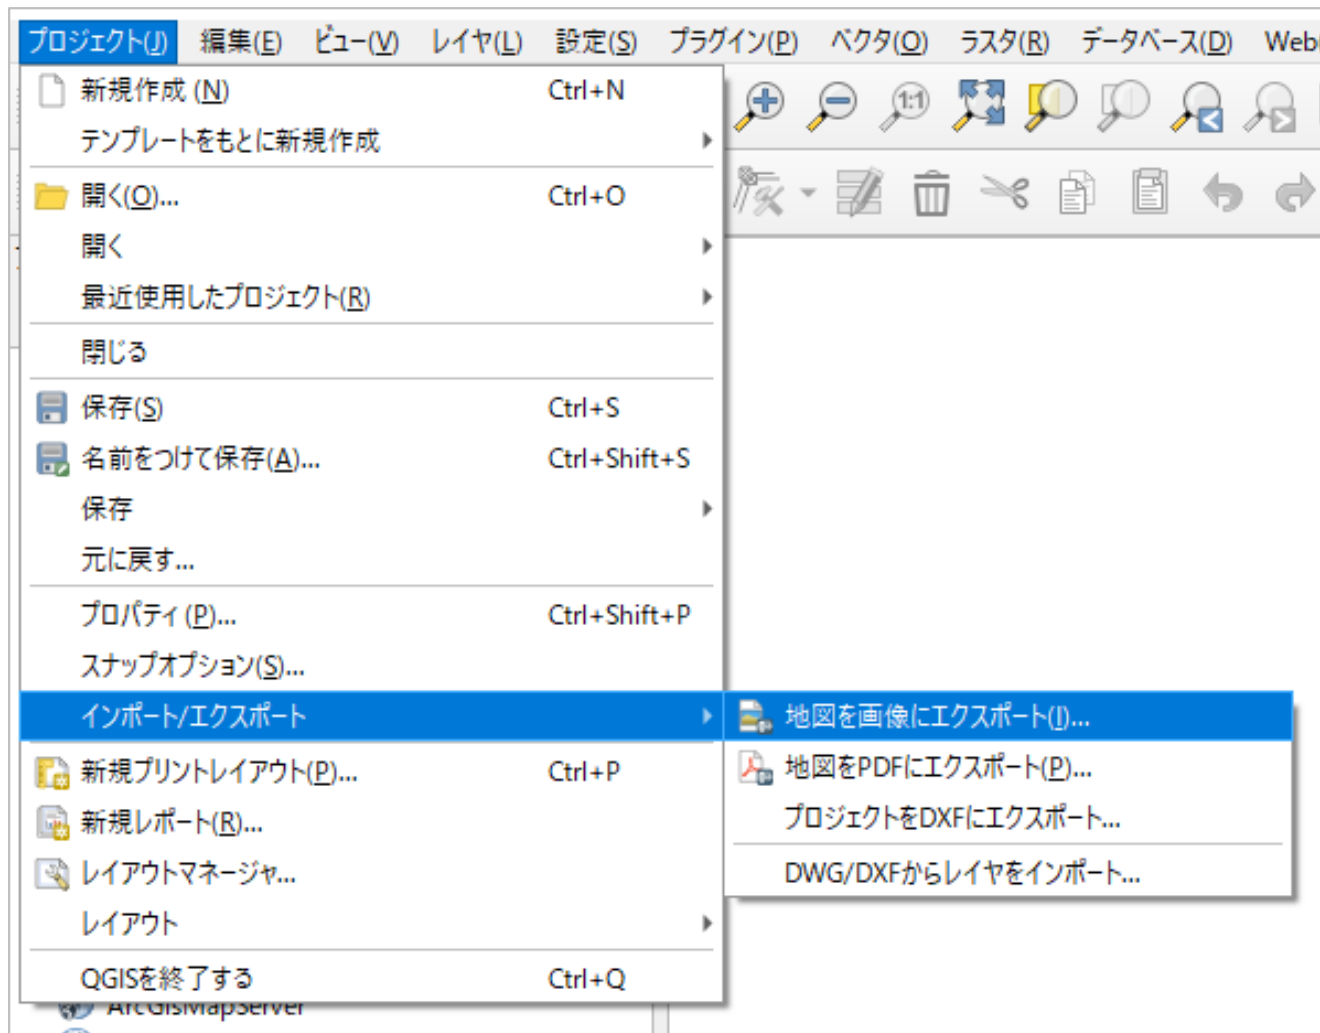 プロジェクト(J) 編集(E) ビュー(V) レイヤ(L) 設定(S) プラグイン(P) ベクタ(O) ラスタ(R) データベース(D) Web
新規作成 (N) Ctrl+N
1:1
テンプレートをもとに新規作成
開く(O)... Ctrl+O
開く
最近使用したプロジェクト(R)
閉じる
保存(S) Ctrl+S
名前をつけて保存(A)... Ctrl+Shift+S
保存
元に戻す...
プロパティ (P)... Ctrl+Shift+P
スナップオプション(S)...
インポート/エクスポート
地図を画像にエクスポート(I)...
地図をPDFにエクスポート(P)...
プロジェクトをDXFにエクスポート...
DWG/DXFからレイヤをインポート...
新規プリントレイアウト(P)... Ctrl+P
新規レポート(R)...
レイアウトマネージャ...
レイアウト
QGISを終了する Ctrl+Q
ArcGisMapServer